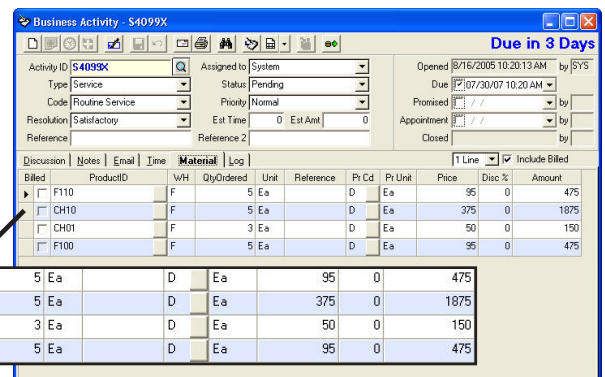 Business Activity - S4099X
Due in 3 Days
Activity ID S4099X Assigned to System Opened 8/16/2005 10:20:13 AM by SYS
Type Service Status Pending Due 07/30/07 10:20 AM
Code Routine Service Priority Normal Promised / / by
Resolution Satisfactory Est Time 0 Est Amt 0 Appointment / / by
Reference Reference 2 Closed by
Discussion Notes Email Time Material Log 1 Line Include Billed
Billed ProductID WH QtyOrdered Unit Reference Pr Cd Pr Unit Price Disc % Amount
F110 F 5 Ea D Ea 95 0 475
CH10 F 5 Ea D Ea 375 0 1875
CH01 F 3 Ea D Ea 50 0 150
F100 F 5 Ea D Ea 95 0 475
5 Ea D Ea 95 0 475
5 Ea D Ea 375 0 1875
3 Ea D Ea 50 0 150
5 Ea D Ea 95 0 475